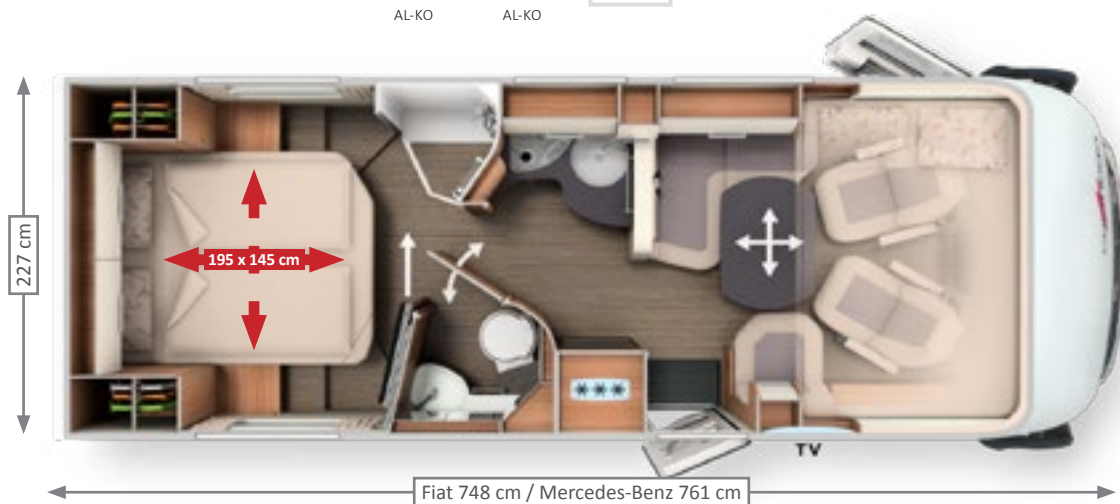 AL-KO AL-KO
227 cm
195 x 145 cm
TV
Fiat 748 cm / Mercedes-Benz 761 cm